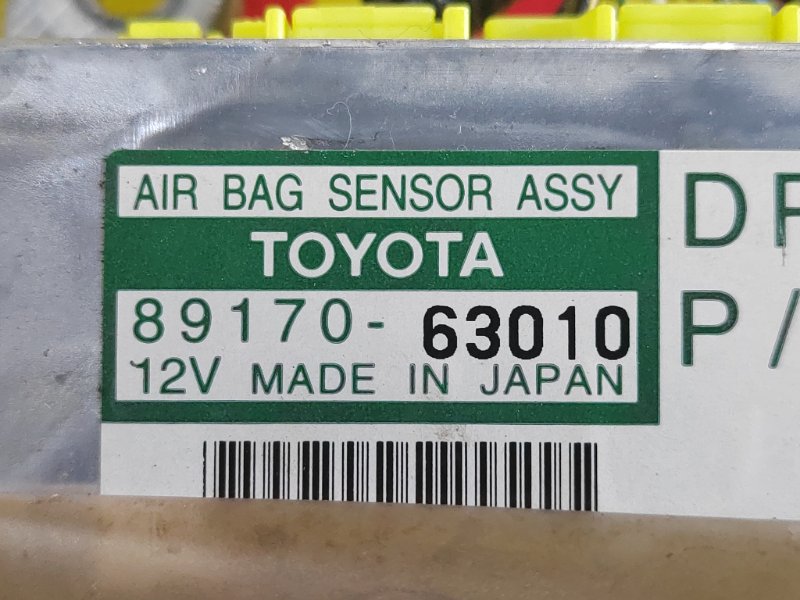 AIR BAG SENSOR ASSY
TOYOTA
89170-63010
12V MADE IN JAPAN
P/